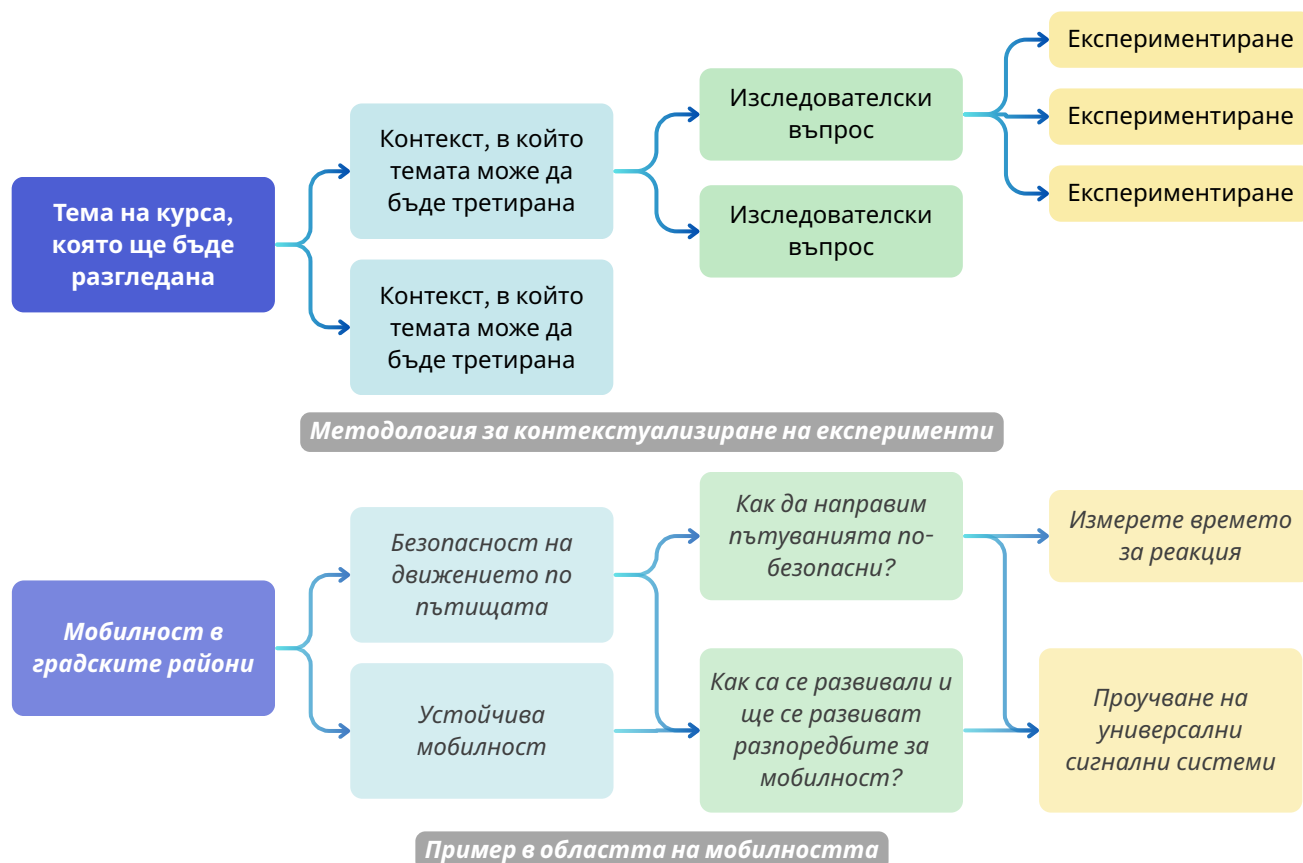 Тема на курса,
която ще бъде
разгледана
Контекст, в който
темата може да
бъде третирана
Контекст, в който
темата може да
бъде третирана
Изследователски
въпрос
Изследователски
въпрос
Експериментиране
Експериментиране
Експериментиране
Методология за контекстуализиране на експерименти
Мобилност в
градските райони
Безопасност на
движението по
пътищата
Устойчива
мобилност
Как да направим
пътуванията по-
безопасни?
Как са се развивали и
ще се развиват
разпоредбите за
мобилност?
Измерете времето
за реакция
Проучване на
универсални
сигнални системи
Пример в областта на мобилността